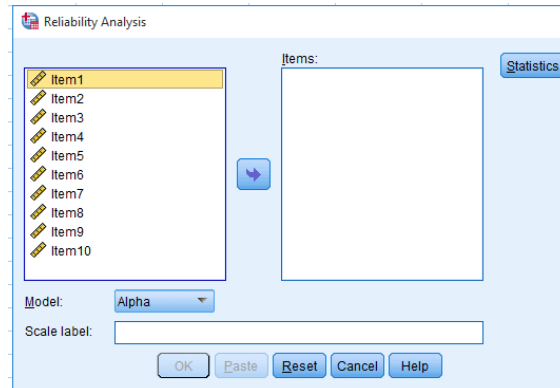 Reliability Analysis
Items:
Statistics
Item1
Item2
Item3
Item4
Item5
Item6
Item7
Item8
Item9
Item10
Model:
Alpha
Scale label:
OK Paste Reset Cancel Help